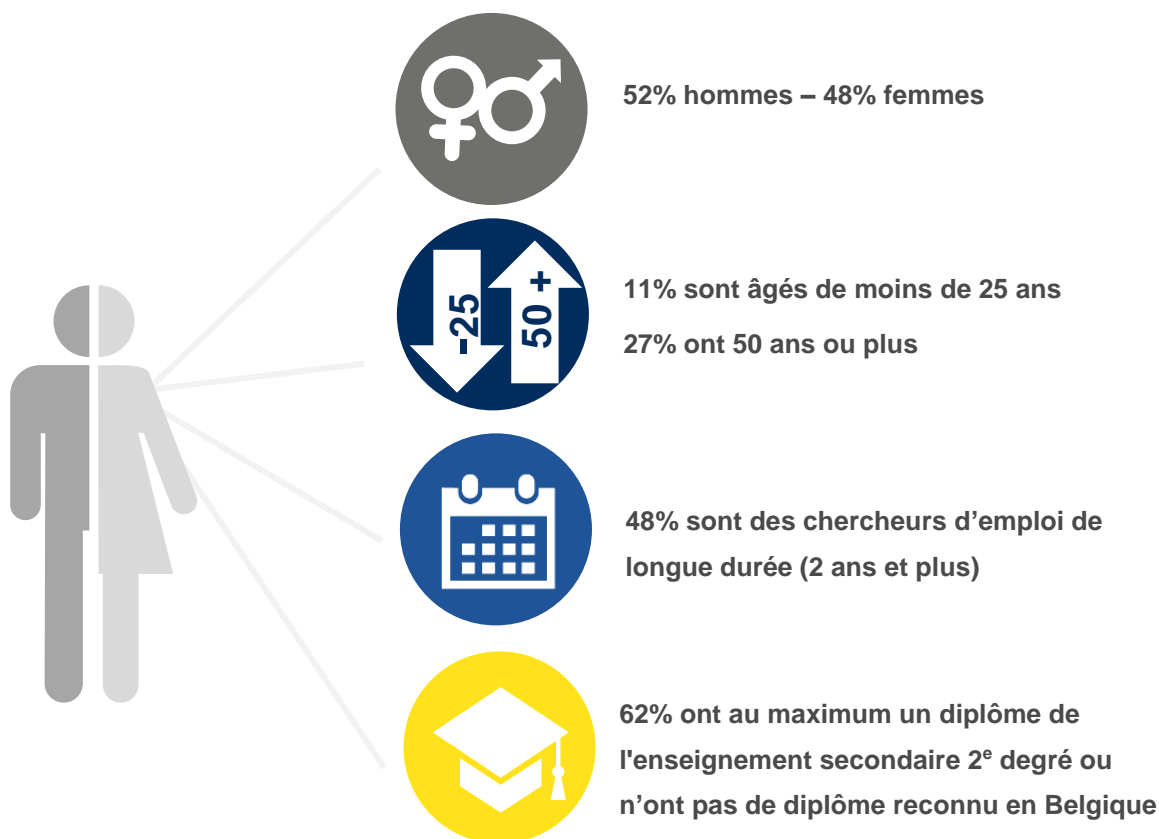 52% hommes – 48% femmes
-25
50 +
11% sont âgés de moins de 25 ans
27% ont 50 ans ou plus
48% sont des chercheurs d’emploi de
longue durée (2 ans et plus)
62% ont au maximum un diplôme de
l'enseignement secondaire 2e degré ou
n’ont pas de diplôme reconnu en Belgique